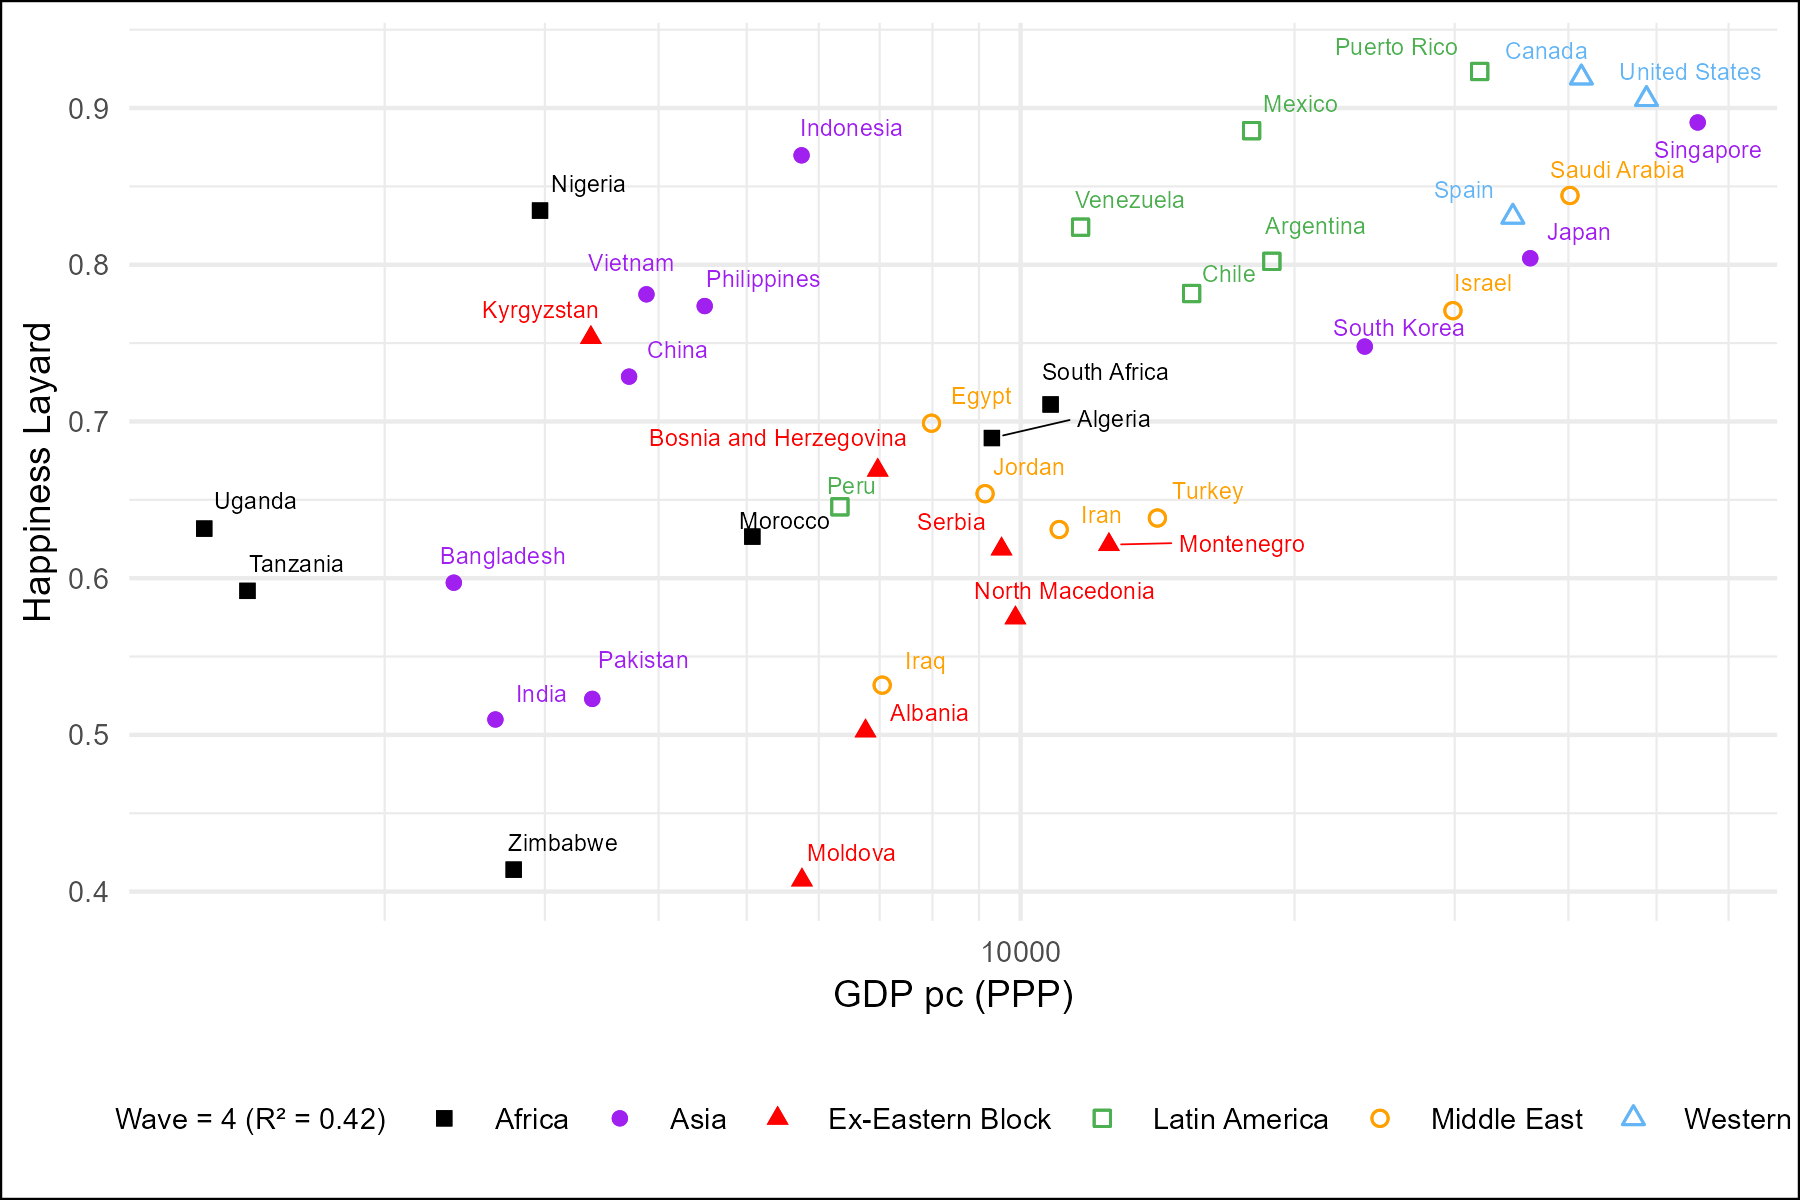 Puerto Rico
Canada
United States
Mexico
0.9
Indonesia
Singapore
Saudi Arabia
Nigeria
Spain
Venezuela
Argentina
Japan
Vietnam
0.8
Philippines
Chile
Israel
Kyrgyzstan
South Korea
China
South Africa
Egypt
Algeria
0.7
Bosnia and Herzegovina
Jordan
Peru
Turkey
Uganda
Morocco
Iran
Serbia
Montenegro
Tanzania
Bangladesh
0.6
North Macedonia
Pakistan
Iraq
India
Albania
0.5
Zimbabwe
Moldova
0.4
Happiness Layard
10000
GDP pc (PPP)
Wave = 4 (R² = 0.42) Africa Asia Ex-Eastern Block Latin America Middle East Western